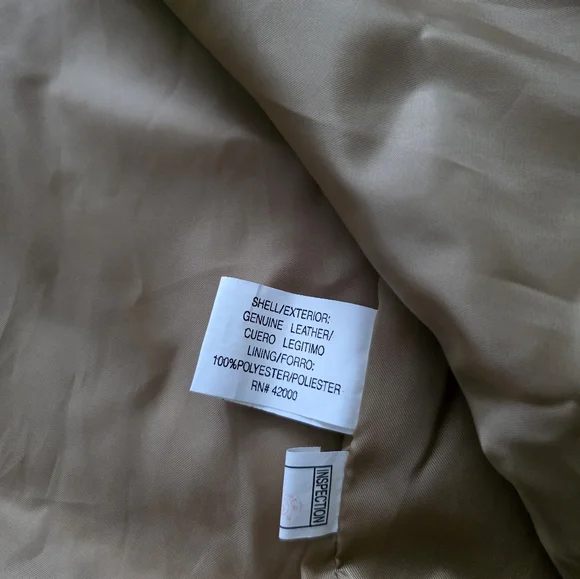 SHELL/EXTERIOR:
GENUINE LEATHER/
CUERO LEGITIMO
LINING/FORRO:
100%POLYESTER/POLIESTER
RN# 42000
INSPECTION